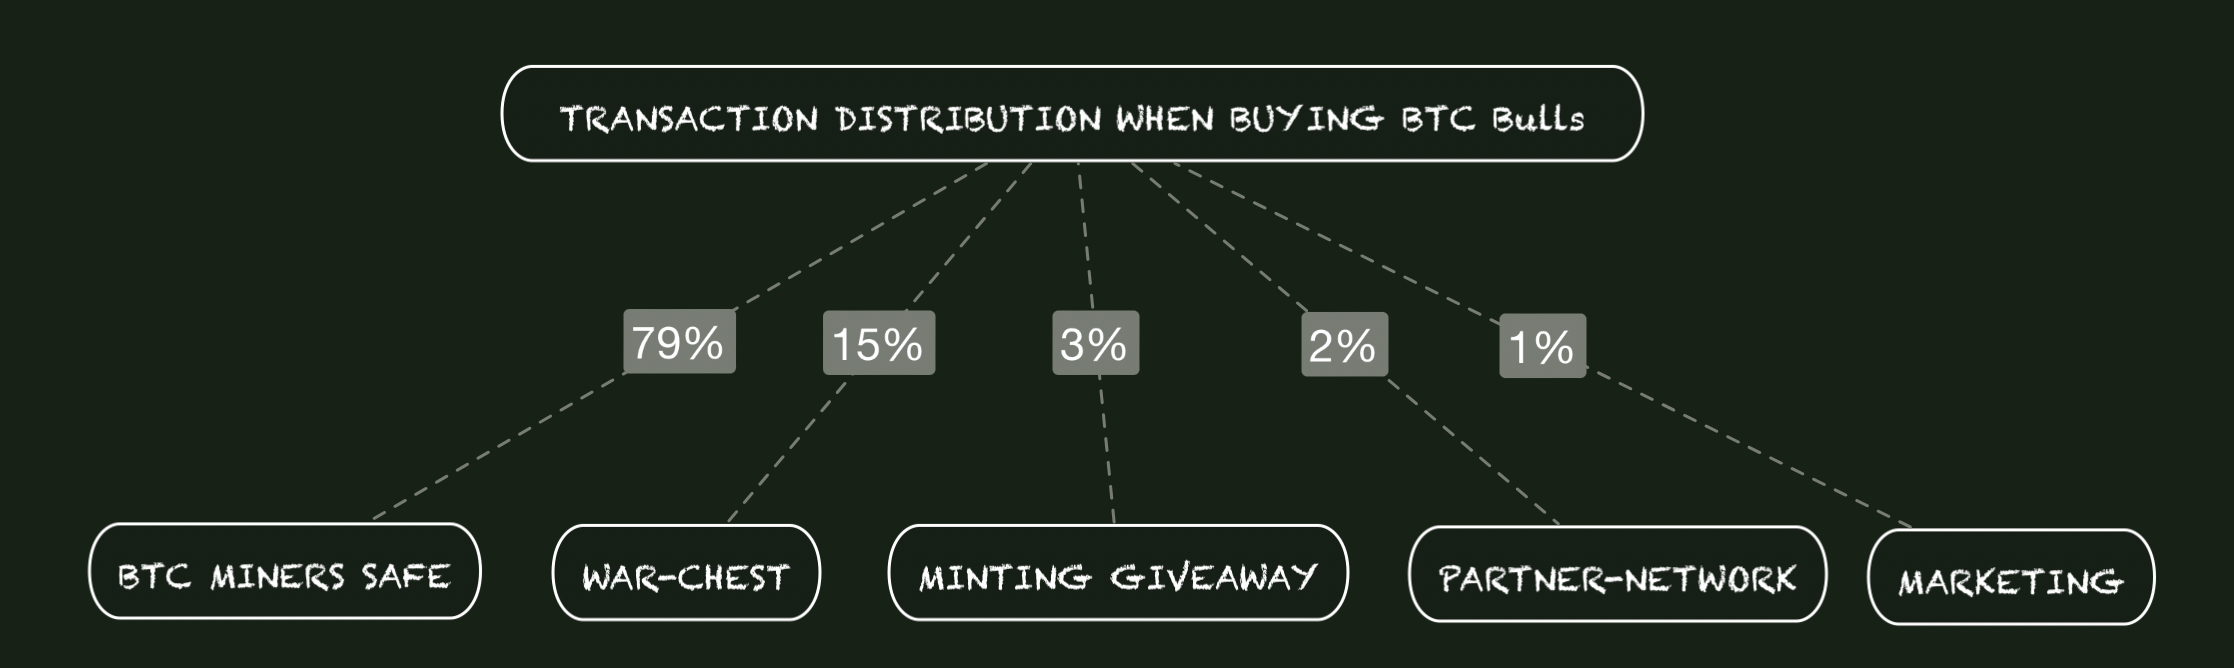 TRANSACTION DISTRIBUTION WHEN BUYING BTC Bulls
79%
15%
3%
2%
1%
BTC MINERS SAFE
WAR-CHEST
MINTING GIVEAWAY
PARTNER-NETWORK
MARKETING